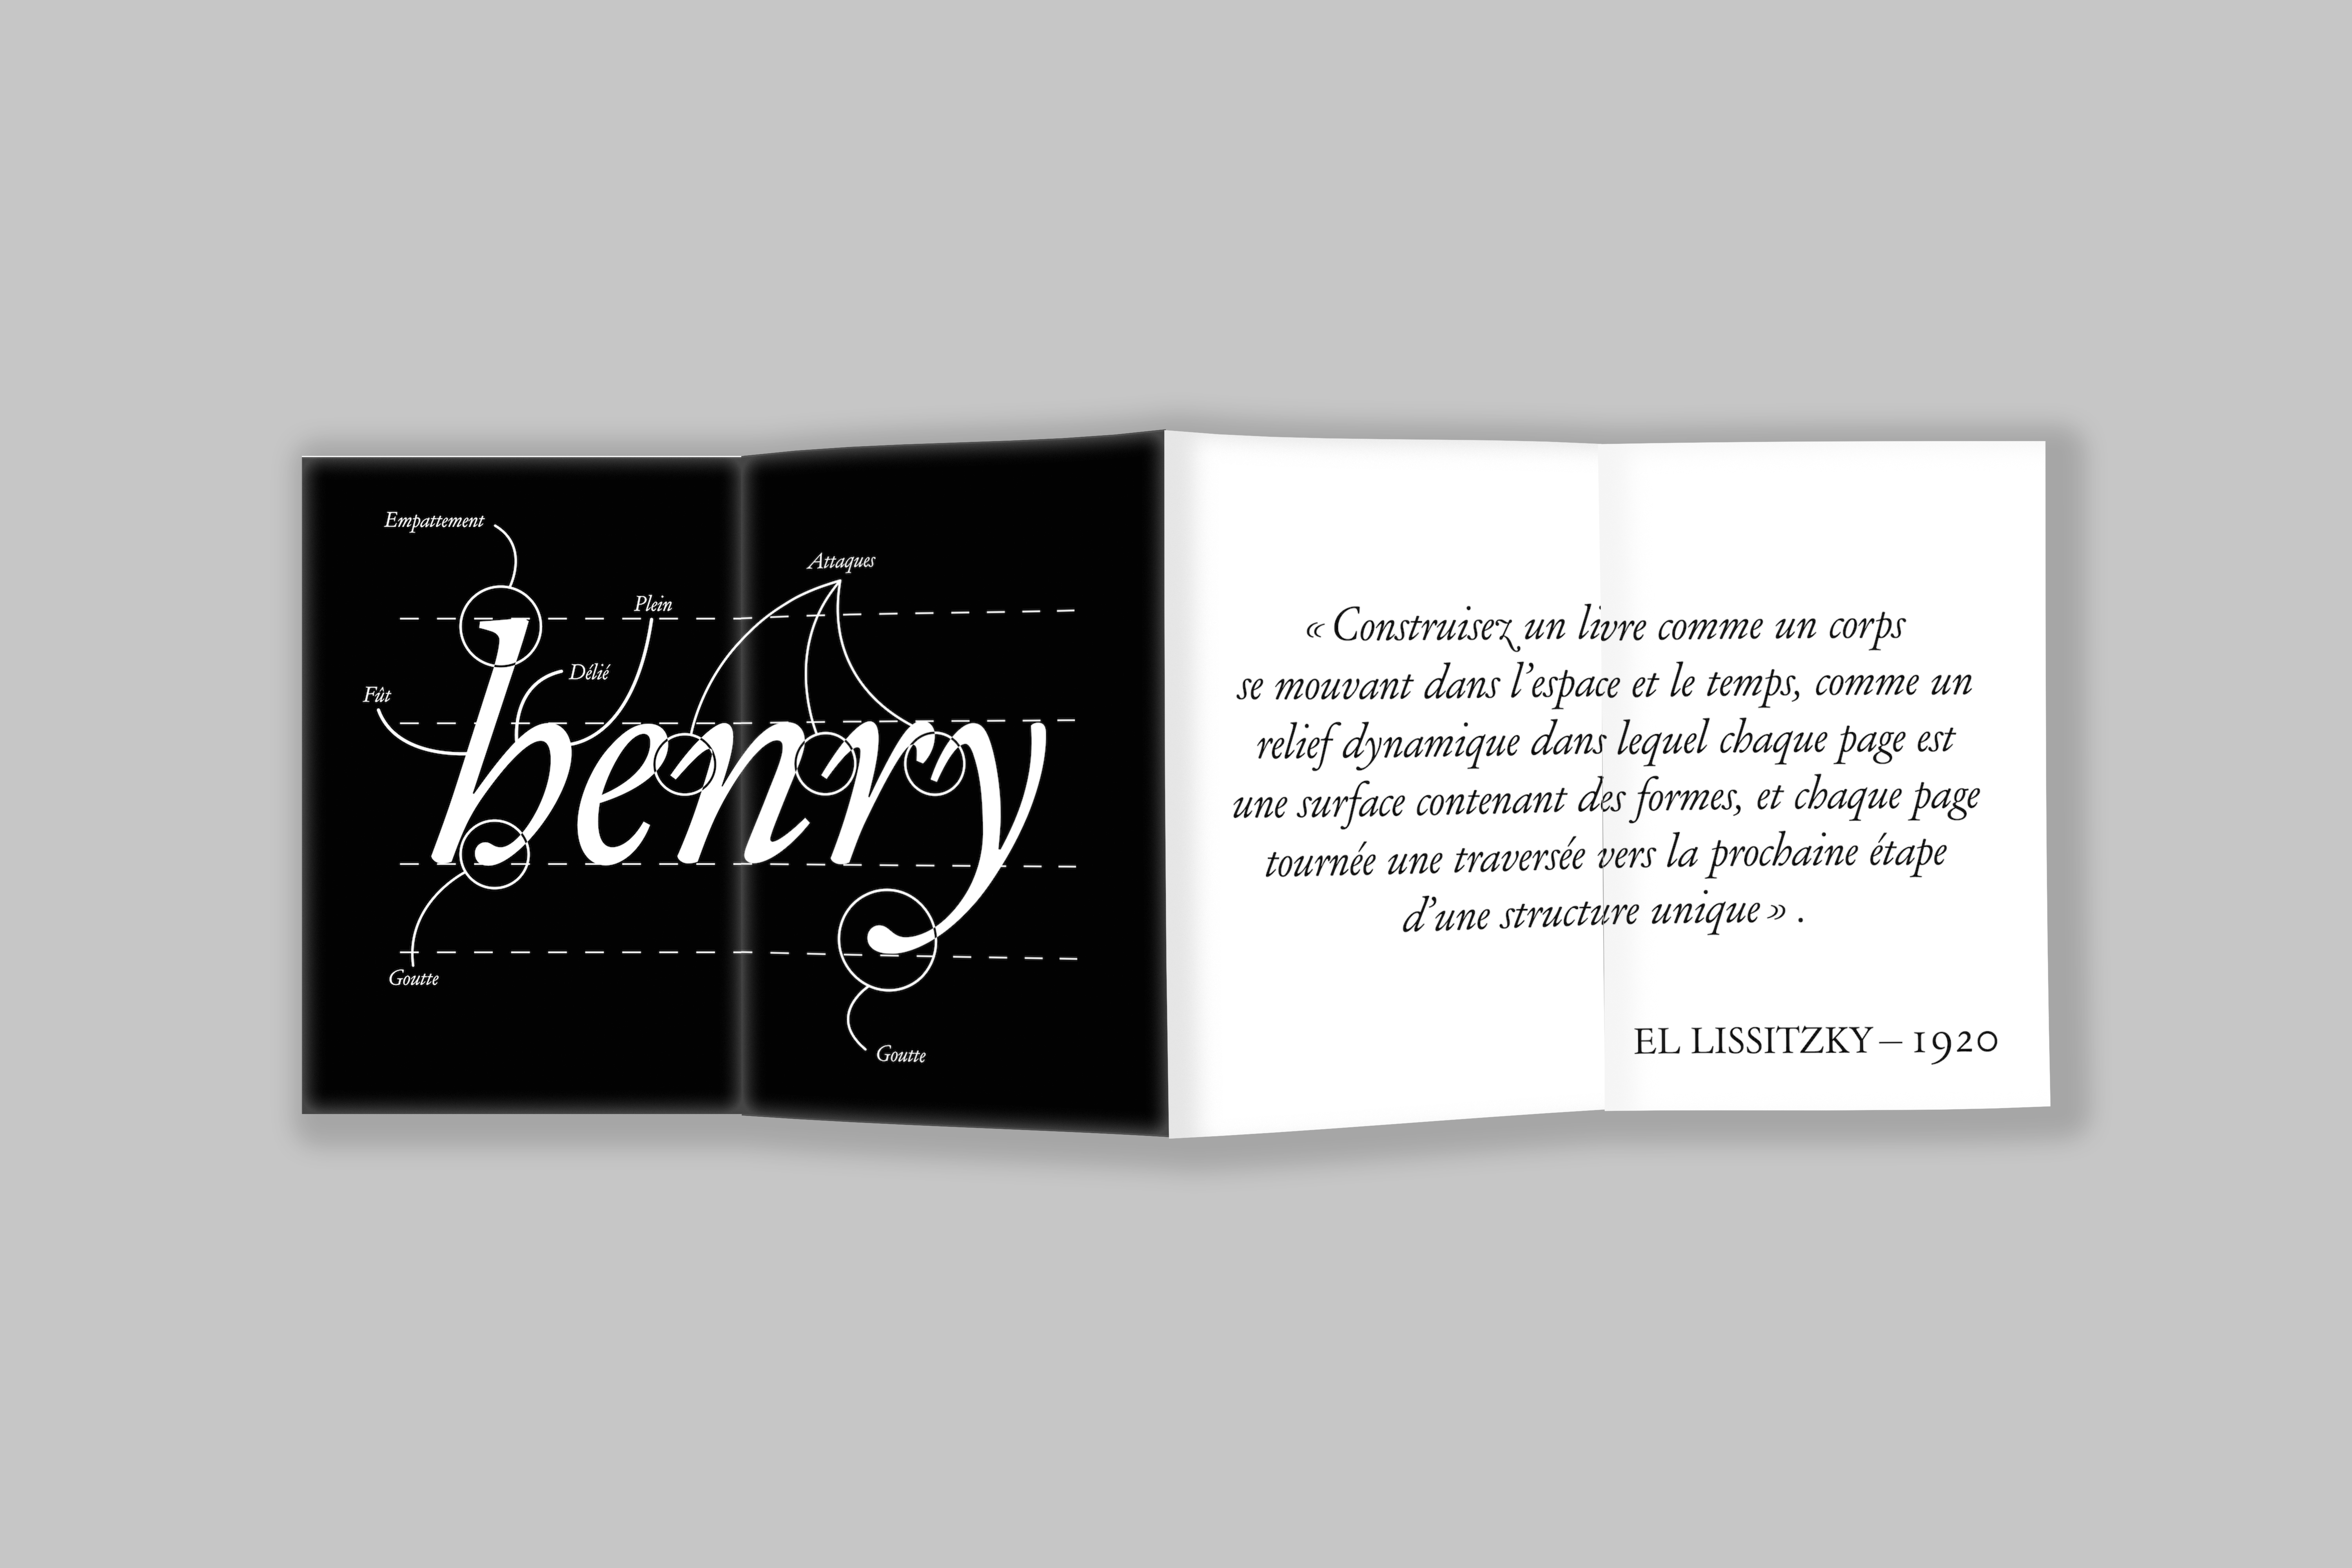 Empattement
Attaques
Plein
Délié
Fût
henry
Goutte
Goutte
« Construisez un livre comme un corps
se mouvant dans l’espace et le temps, comme un
relief dynamique dans lequel chaque page est
une surface contenant des formes, et chaque page
tournée une traversée vers la prochaine étape
d’une structure unique » .
EL LISSITZKY – 1920